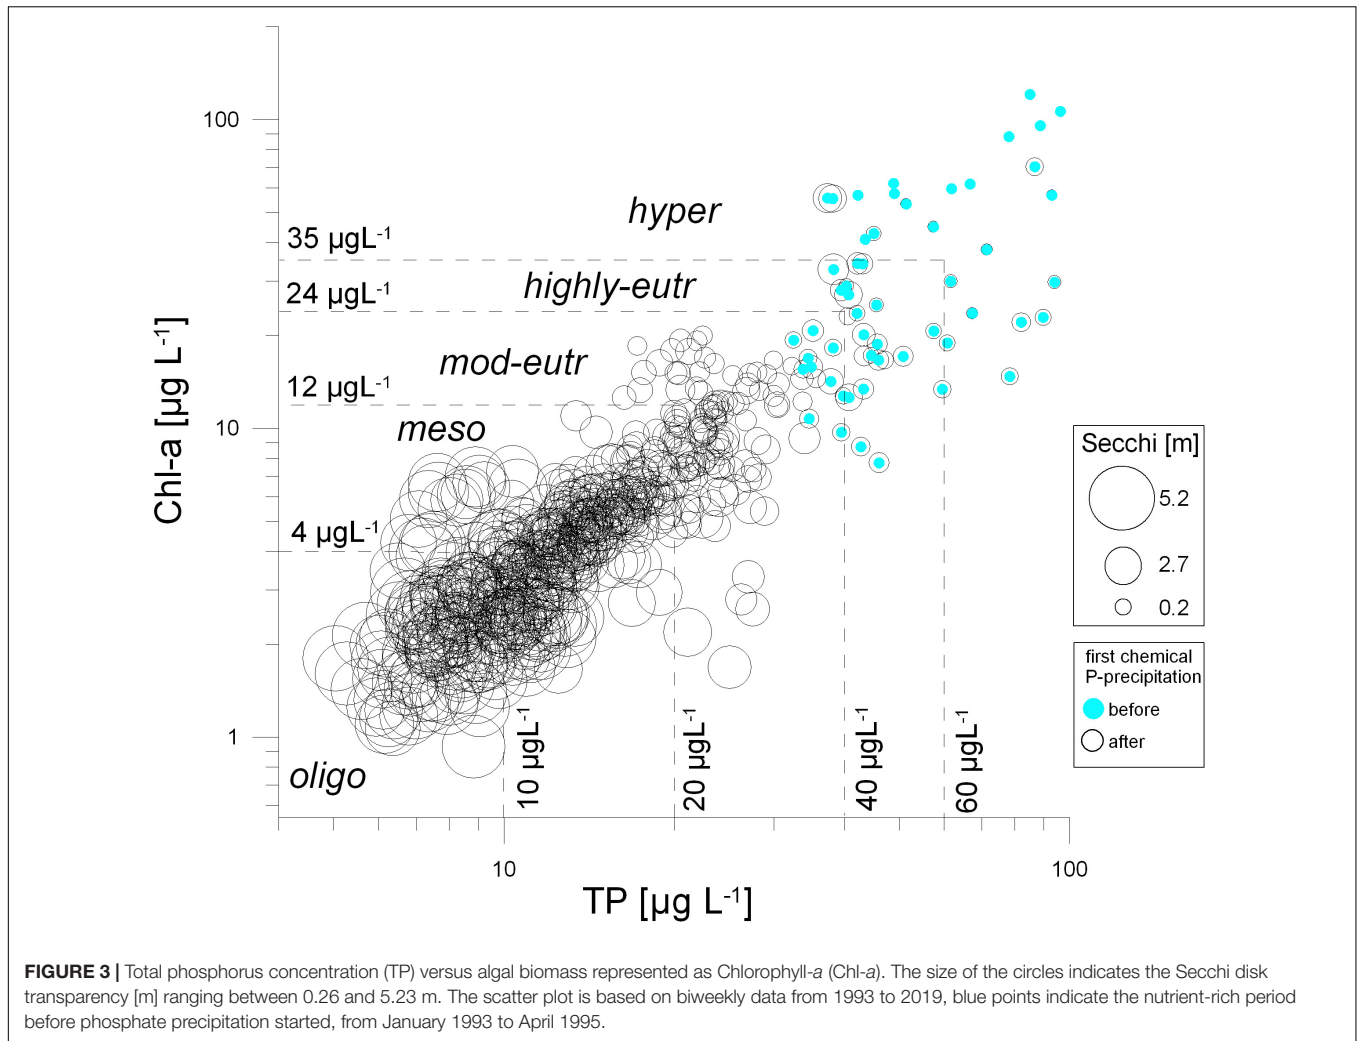 100
hyper
35 µgL-1
highly-eutr
24 µgL-1
mod-eutr
12 µgL-1
meso
10
Chl-a [µg L-1]
4 µgL-1
1
oligo
10 µgL-1
20 µgL-1
40 µgL-1
60 µgL-1
10
100
TP [µg L-1]
Secchi [m]
5.2
2.7
0.2
first chemical
P-precipitation
before
after
FIGURE 3 | Total phosphorus concentration (TP) versus algal biomass represented as Chlorophyll-a (Chl-a). The size of the circles indicates the Secchi disk
transparency [m] ranging between 0.26 and 5.23 m. The scatter plot is based on biweekly data from 1993 to 2019, blue points indicate the nutrient-rich period
before phosphate precipitation started, from January 1993 to April 1995.